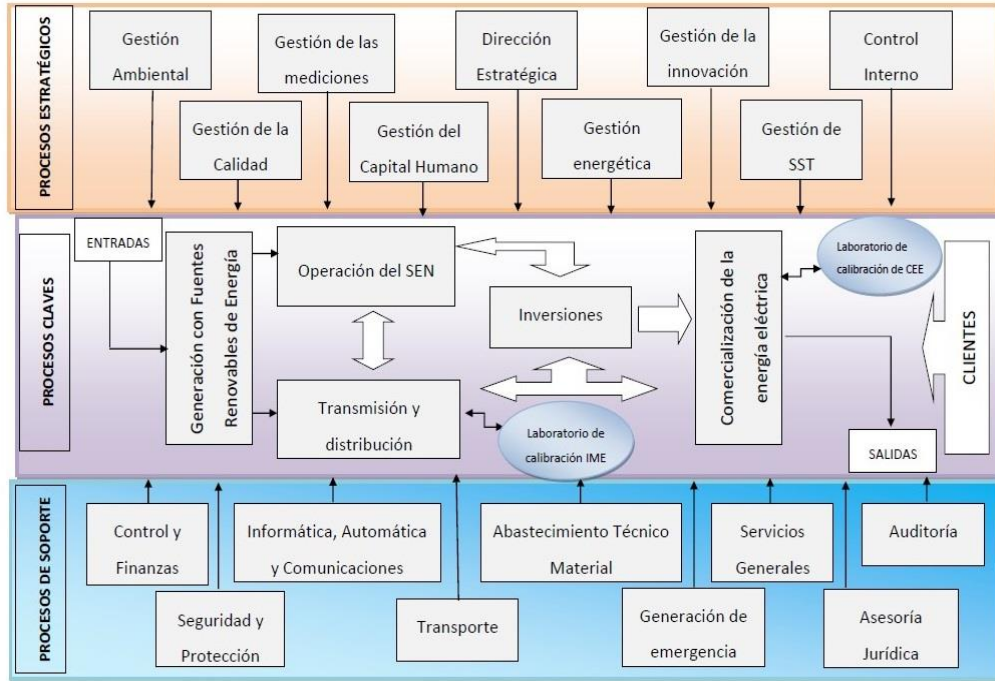 PROCESOS ESTRATÉGICOS
Gestión
Ambiental
Gestión de las
mediciones
Dirección
Estratégica
Gestión de la
innovación
Control
Interno
Gestión de la
Calidad
Gestión del
Capital Humano
Gestión
energética
Gestión de
SST
PROCESOS CLAVES
ENTRADAS
Generación con Fuentes
Renovables de Energía
Operación del SEN
Transmisión y
distribución
Laboratorio de
calibración IME
Inversiones
Comercialización de la
energía eléctrica
Laboratorio de
calibración de CEE
CLIENTES
SALIDAS
PROCESOS DE SOPORTE
Control y
Finanzas
Informática, Automática
y Comunicaciones
Abastecimiento Técnico
Material
Servicios
Generales
Auditoría
Seguridad y
Protección
Transporte
Generación de
emergencia
Asesoría
Jurídica